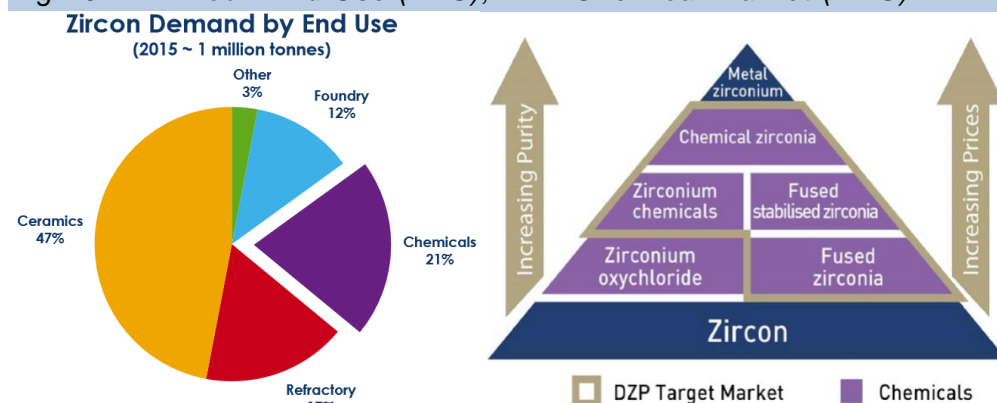 Zircon Demand by End Use
(2015 ~ 1 million tonnes)
Other
3%
Foundry
12%
Ceramics
47%
Chemicals
21%
Refractory
Increasing Purity
Metal
zirconium
Chemical zirconia
Zirconium
chemicals
Fused
stabilised zirconia
Zirconium
oxychloride
Fused
zirconia
Zircon
Increasing Prices
DZP Target Market
Chemicals